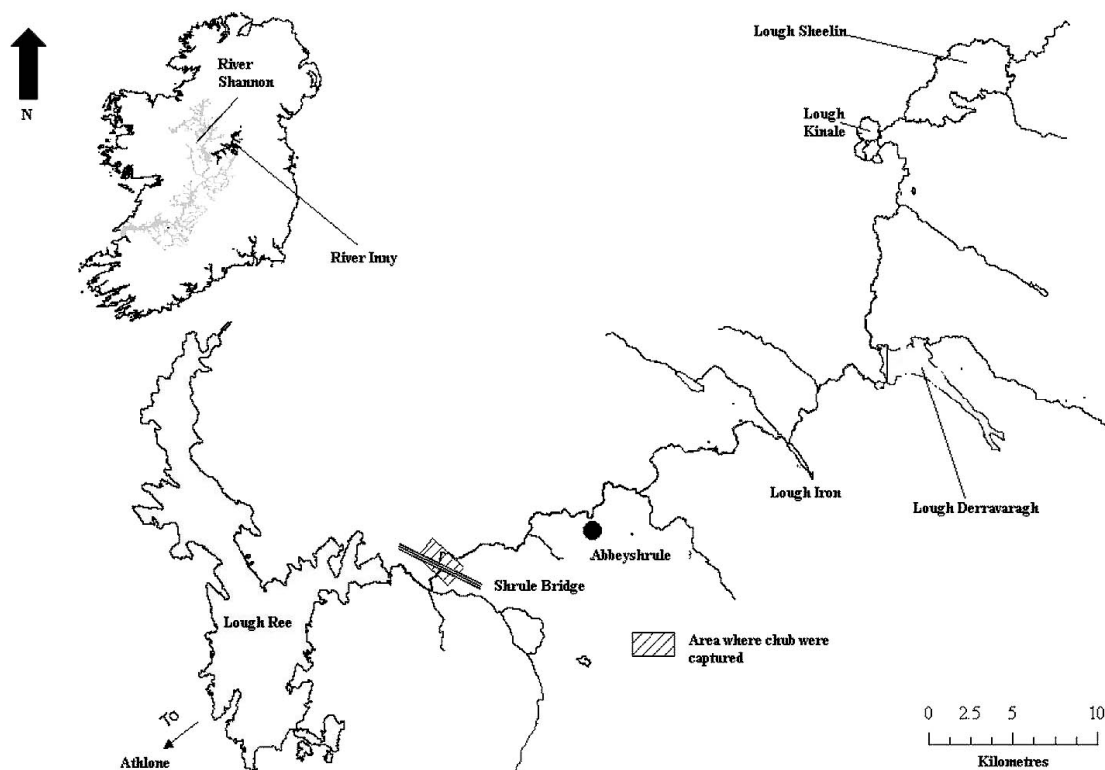 N
River
Shannon
River Inny
Lough Sheelin
Lough
Kinale
Lough Iron
Lough Derravaragh
Abbeyshrule
Shrule Bridge
Lough Ree
Area where chub were
captured
To
Athlone
0 2.5 5 10
Kilometres